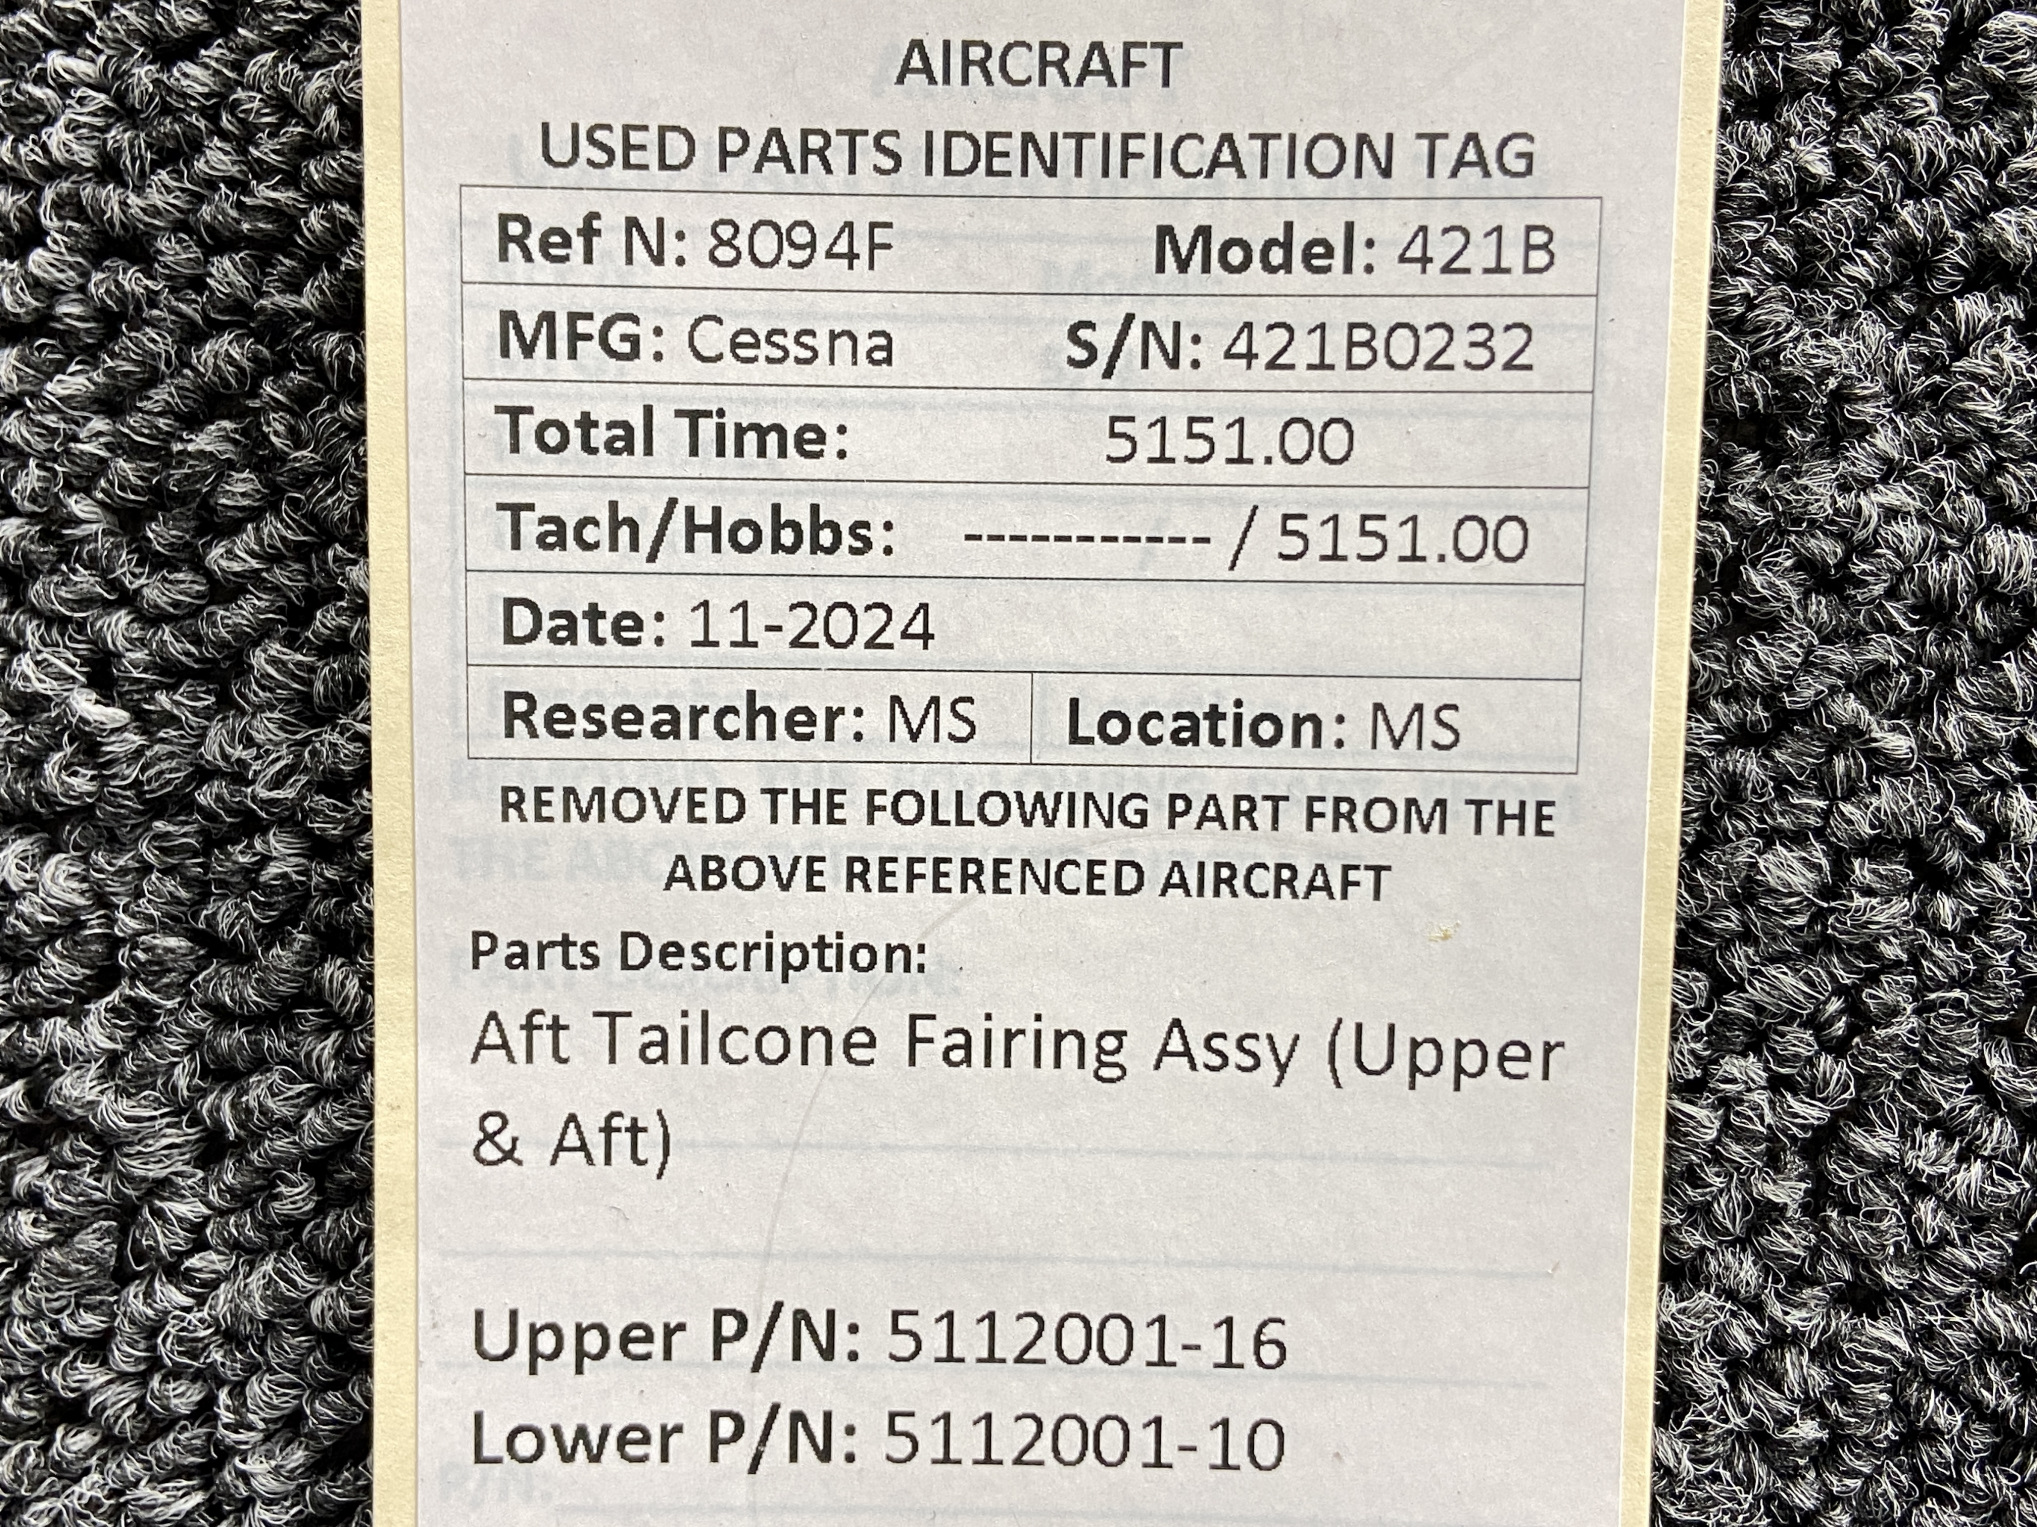 AIRCRAFT
USED PARTS IDENTIFICATION TAG
Ref N: 8094F Model: 421B
MFG: Cessna S/N: 421B0232
Total Time: 5151.00
Tach/Hobbs: ----------- / 5151.00
Date: 11-2024
Researcher: MS Location: MS
REMOVED THE FOLLOWING PART FROM THE
ABOVE REFERENCED AIRCRAFT
Parts Description:
Aft Tailcone Fairing Assy (Upper
& Aft)
Upper P/N: 5112001-16
Lower P/N: 5112001-10
P/N: